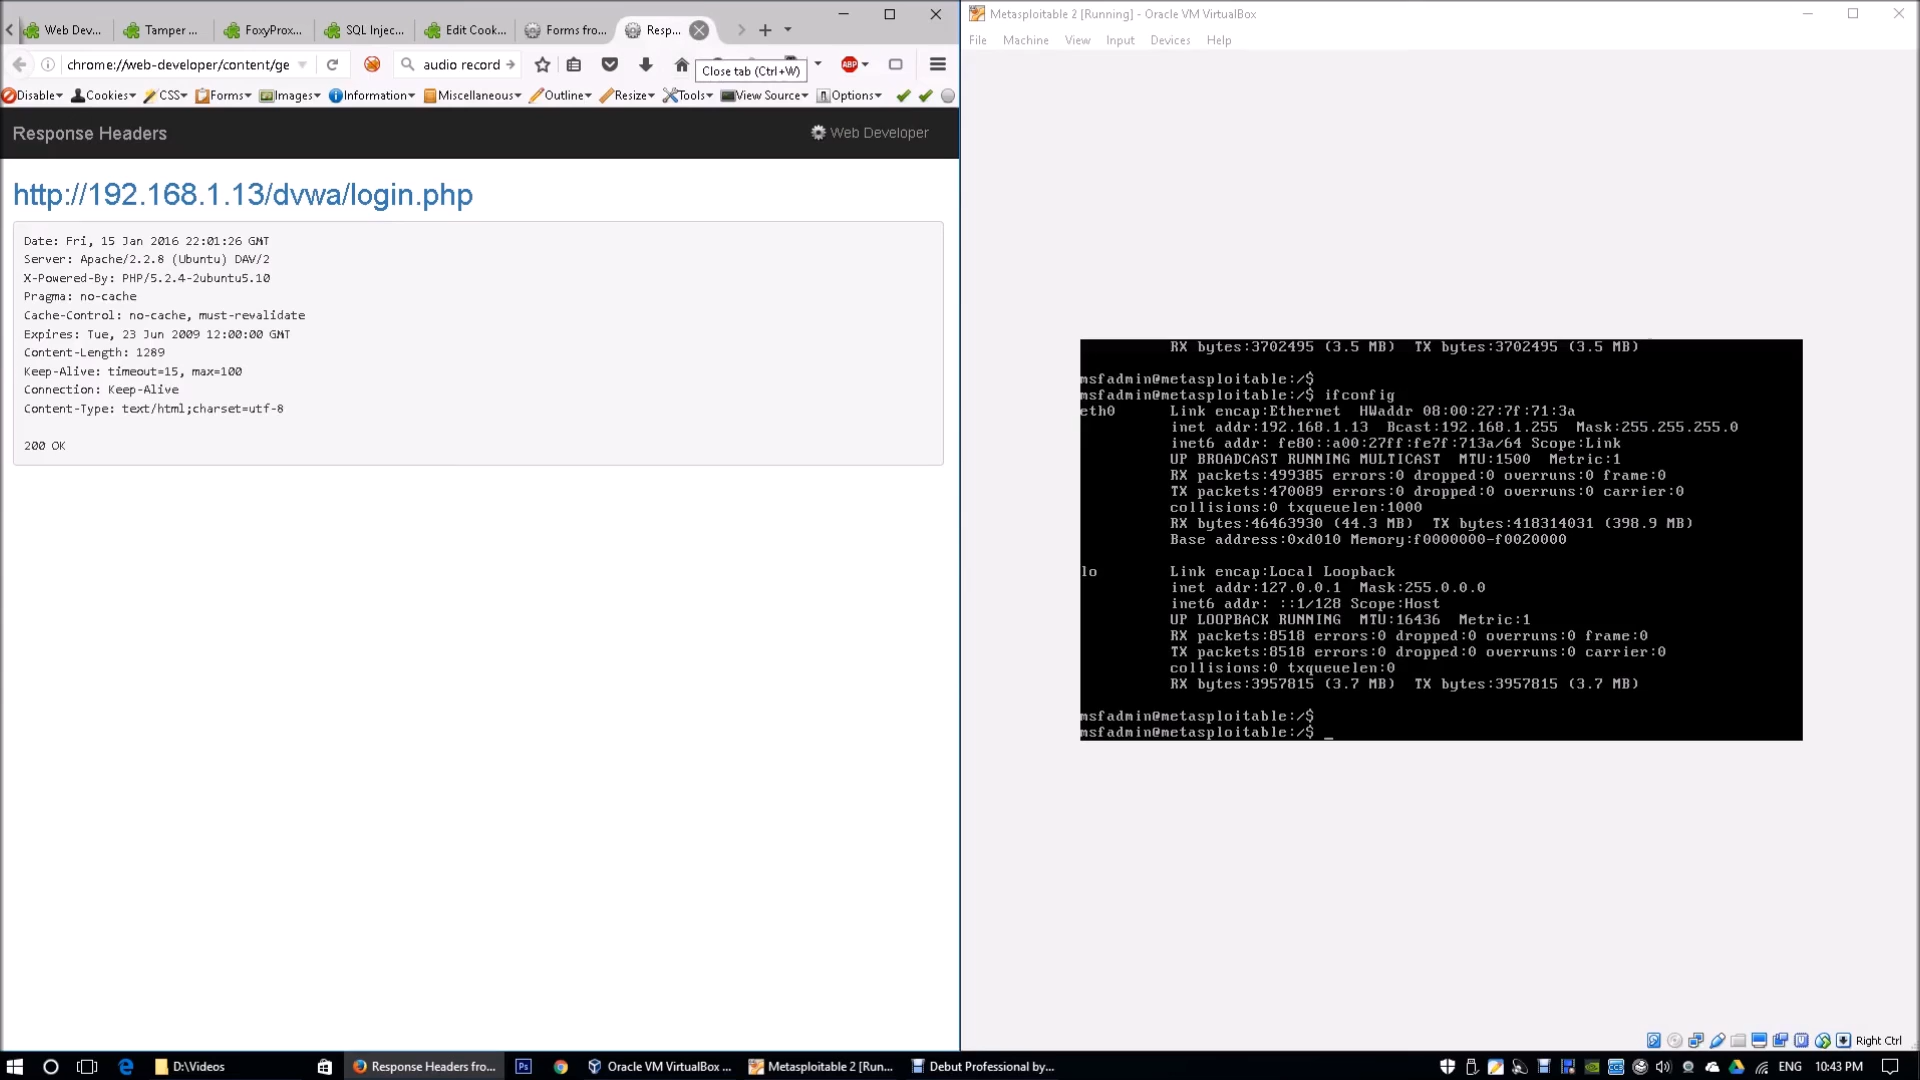 Web Dev...
Tamper ...
FoxyProx...
SQL Injec...
Edit Cook...
Forms fro...
Resp...
chrome://web-developer/content/ge
audio record
Close tab (Ctrl+W)
ABP
Disable
Cookies
CSS
Forms
Images
Information
Miscellaneous
Outline
Resize
Tools
View Source
Options
Response Headers
Web Developer
http://192.168.1.13/dvwa/login.php
Date: Fri, 15 Jan 2016 22:01:26 GMT
Server: Apache/2.2.8 (Ubuntu) DAV/2
X-Powered-By: PHP/5.2.4-2ubuntu5.10
Pragma: no-cache
Cache-Control: no-cache, must-revalidate
Expires: Tue, 23 Jun 2009 12:00:00 GMT
Content-Length: 1289
Keep-Alive: timeout=15, max=100
Connection: Keep-Alive
Content-Type: text/html;charset=utf-8
200 OK
Metasploitable 2 [Running] - Oracle VM VirtualBox
File Machine View Input Devices Help
RX bytes:3702495 (3.5 MB) TX bytes:3702495 (3.5 MB)
msfadmin@metasploitable:/$
msfadmin@metasploitable:/$ ifconfig
eth0 Link encap:Ethernet HWaddr 08:00:27:7f:71:3a
inet addr:192.168.1.13 Bcast:192.168.1.255 Mask:255.255.255.0
inet6 addr: fe80::a00:27ff:fe7f:713a/64 Scope:Link
UP BROADCAST RUNNING MULTICAST MTU:1500 Metric:1
RX packets:499385 errors:0 dropped:0 overruns:0 frame:0
TX packets:470089 errors:0 dropped:0 overruns:0 carrier:0
collisions:0 txqueuelen:1000
RX bytes:46463930 (44.3 MB) TX bytes:418314031 (398.9 MB)
Base address:0xd010 Memory:f0000000-f0020000
lo Link encap:Local Loopback
inet addr:127.0.0.1 Mask:255.0.0.0
inet6 addr: ::1/128 Scope:Host
UP LOOPBACK RUNNING MTU:16436 Metric:1
RX packets:8518 errors:0 dropped:0 overruns:0 frame:0
TX packets:8518 errors:0 dropped:0 overruns:0 carrier:0
collisions:0 txqueuelen:0
RX bytes:3957815 (3.7 MB) TX bytes:3957815 (3.7 MB)
msfadmin@metasploitable:/$
msfadmin@metasploitable:/$ _
Right Ctrl
D:\Videos
Response Headers fro...
Ps
Oracle VM VirtualBox ...
Metasploitable 2 [Run...
Debut Professional by...
ENG
10:43 PM